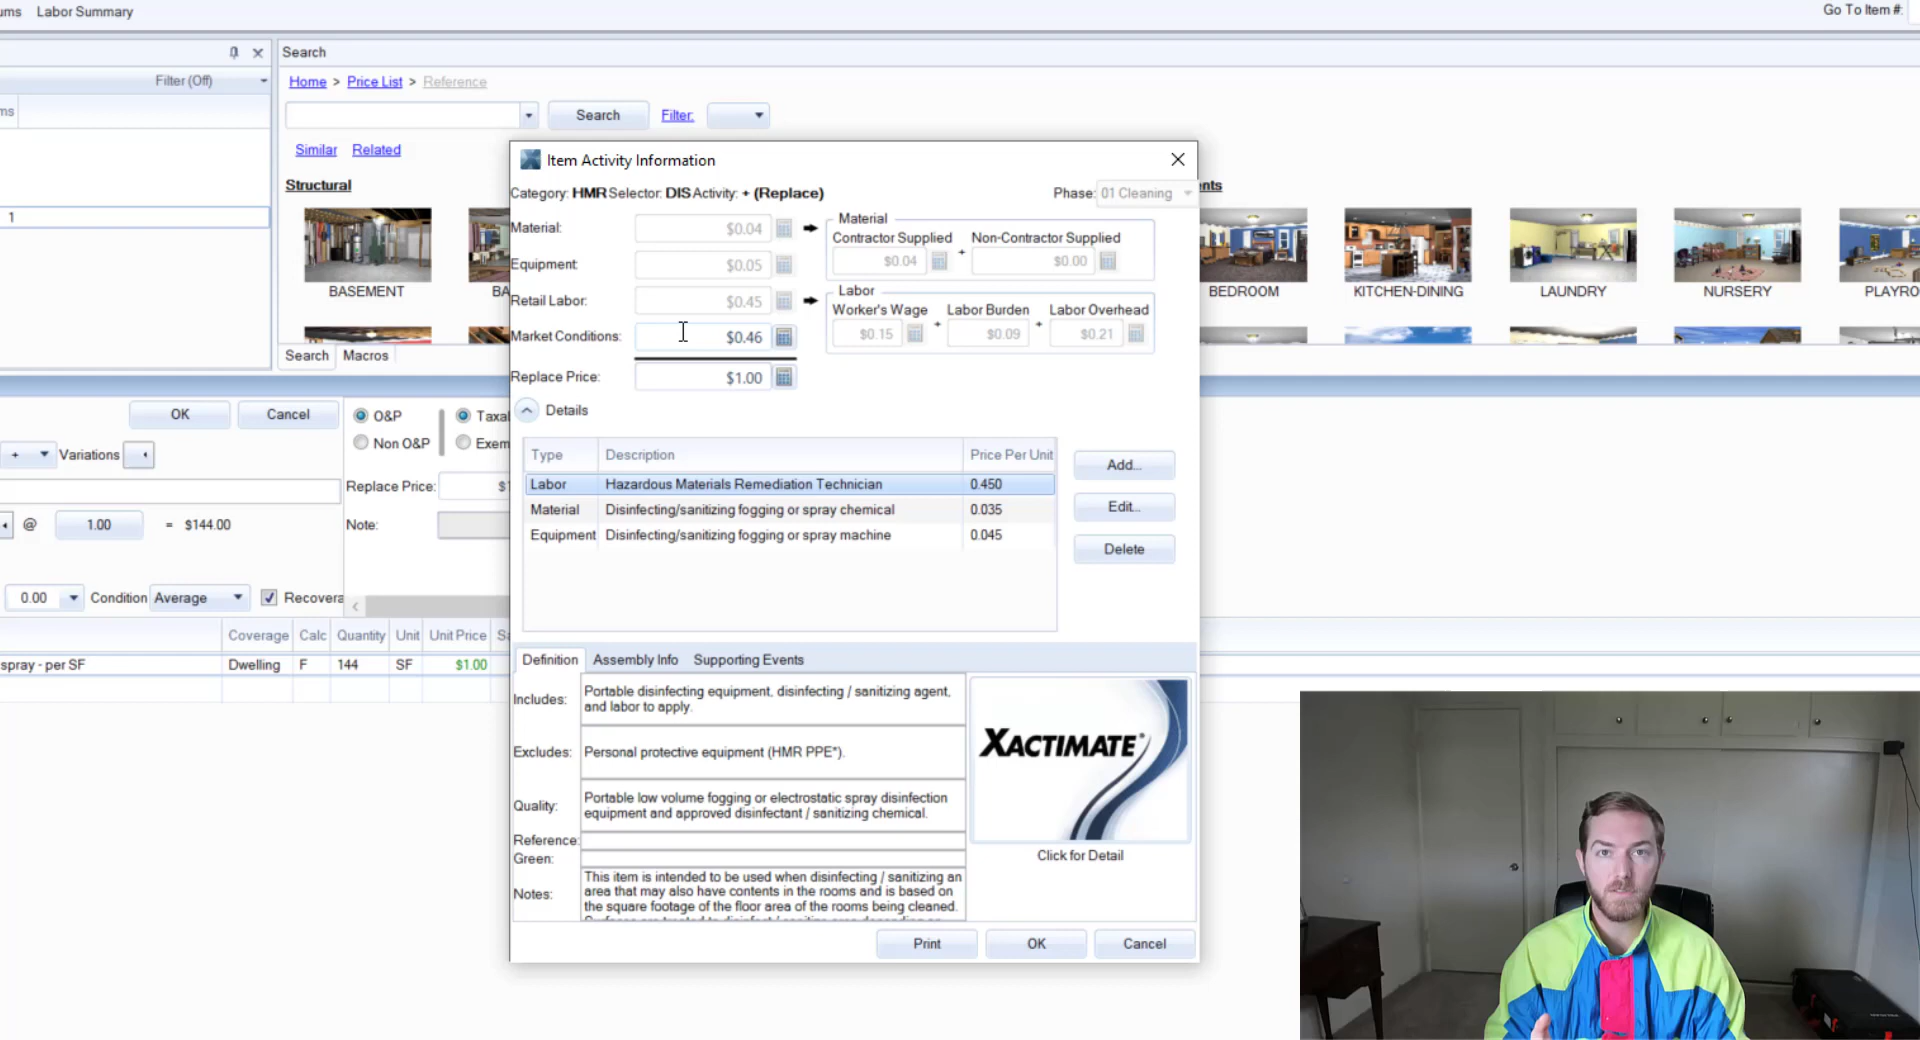 ums Labor Summary Go To Item #:
Search
Filter (Off)
Home > Price List > Reference
ms
Search Filter:
Similar Related
Item Activity Information
Structural
nts
Category: HMR Selector: DIS Activity: + (Replace) Phase: 01 Cleaning
1
Material: $0.04
Material
Contractor Supplied + Non-Contractor Supplied
$0.04 $0.00
Equipment: $0.05
Retail Labor: $0.45
Labor
Worker's Wage + Labor Burden + Labor Overhead
$0.15 $0.09 $0.21
Market Conditions: $0.46
Replace Price: $1.00
BASEMENT BA BEDROOM KITCHEN-DINING LAUNDRY NURSERY PLAYRO
Search Macros
Details
OK Cancel O&P Taxal
Non O&P Exem
+ Variations
Replace Price: $1
@ 1.00 = $144.00 Note:
Type Description Price Per Unit
Labor Hazardous Materials Remediation Technician 0.450
Material Disinfecting/sanitizing fogging or spray chemical 0.035
Equipment Disinfecting/sanitizing fogging or spray machine 0.045
Add...
Edit...
Delete
0.00 Condition Average Recovera
Coverage Calc Quantity Unit Unit Price Sa
spray - per SF Dwelling F 144 SF $1.00
Definition Assembly Info Supporting Events
Includes: Portable disinfecting equipment, disinfecting / sanitizing agent,
and labor to apply.
Excludes: Personal protective equipment (HMR PPE*).
Quality: Portable low volume fogging or electrostatic spray disinfection
equipment and approved disinfectant / sanitizing chemical.
Reference:
Green:
Notes: This item is intended to be used when disinfecting / sanitizing an
area that may also have contents in the rooms and is based on
the square footage of the floor area of the rooms being cleaned.
XACTIMATE®
Click for Detail
Print OK Cancel